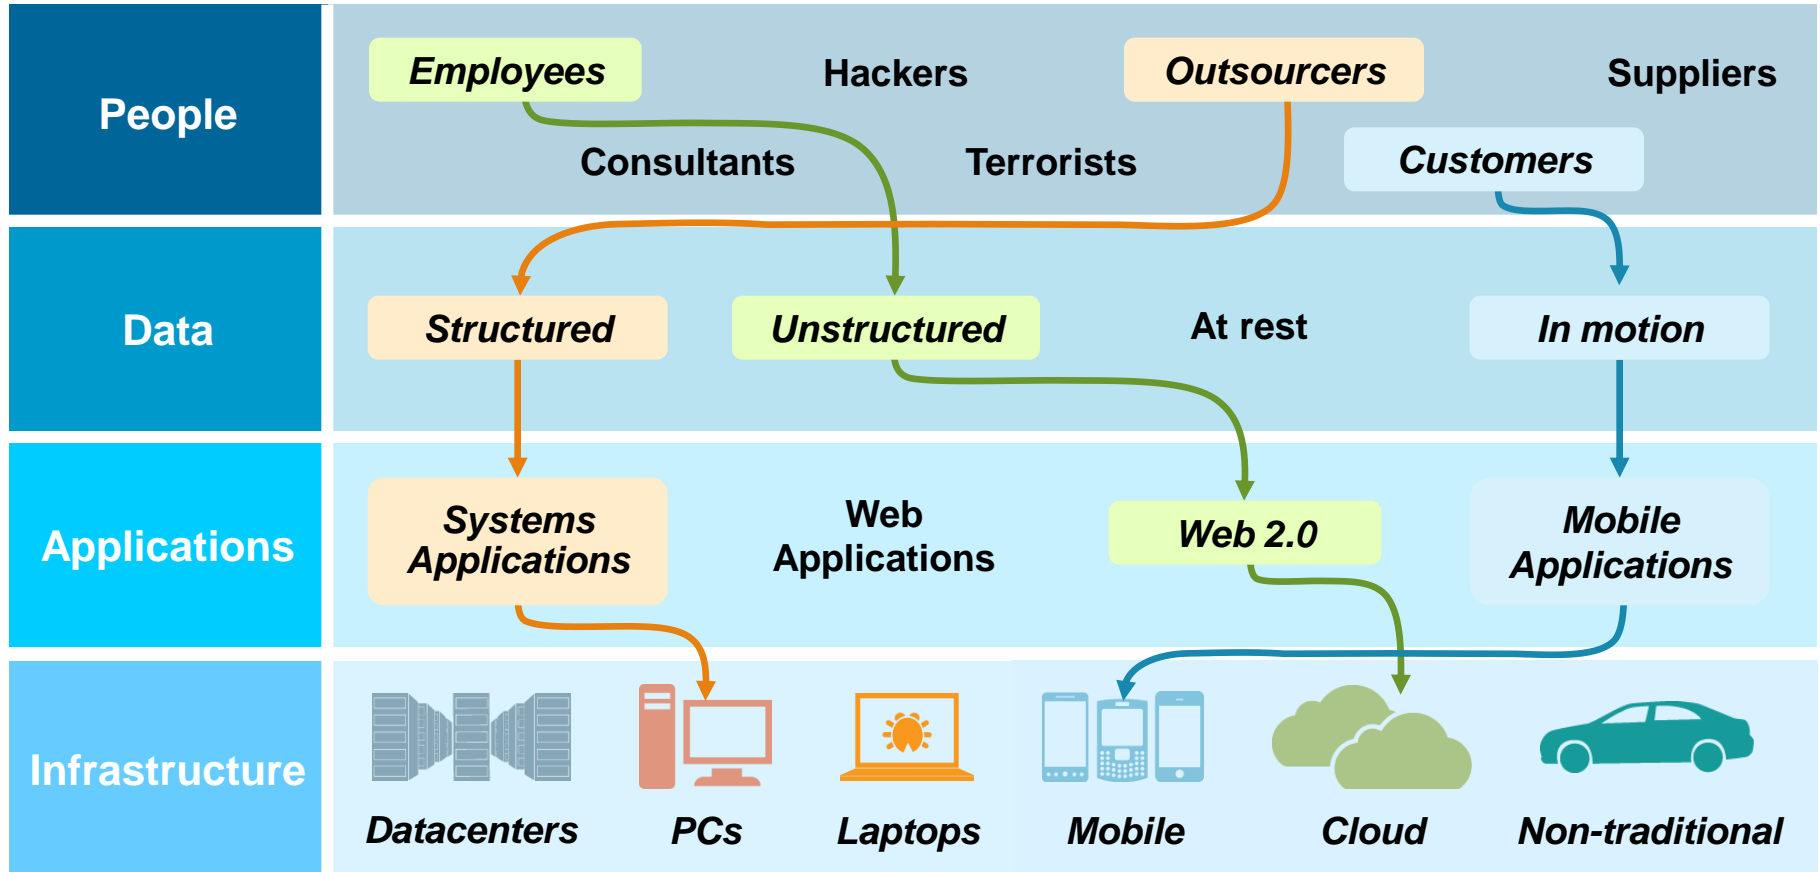 People
Employees
Hackers
Outsourcers
Suppliers
Consultants
Terrorists
Customers
Data
Structured
Unstructured
At rest
In motion
Applications
Systems
Applications
Web
Applications
Web 2.0
Mobile
Applications
Infrastructure
Datacenters
PCs
Laptops
Mobile
Cloud
Non-traditional